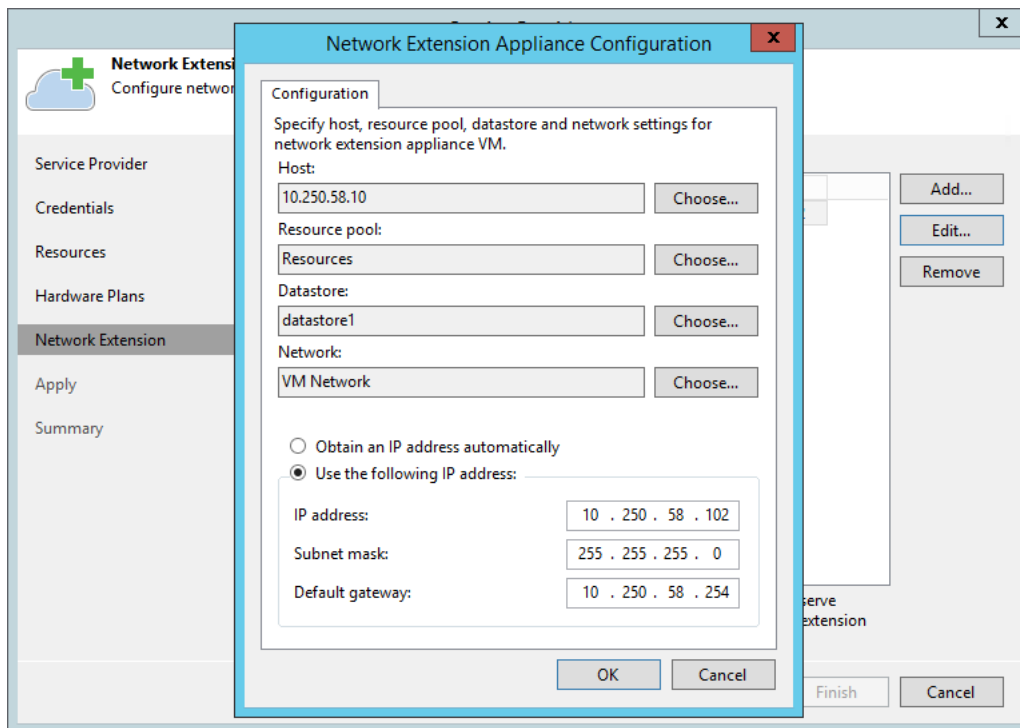 Network Extension Appliance Configuration
x
x
Network Extensi
Configure networ
Service Provider
Credentials
Resources
Hardware Plans
Network Extension
Apply
Summary
Configuration
Specify host, resource pool, datastore and network settings for
network extension appliance VM.
Host:
10.250.58.10
Choose...
Resource pool:
Resources
Choose...
Datastore:
datastore1
Choose...
Network:
VM Network
Choose...
Obtain an IP address automatically
Use the following IP address:
IP address:
10 . 250 . 58 . 102
Subnet mask:
255 . 255 . 255 . 0
Default gateway:
10 . 250 . 58 . 254
OK
Cancel
Add...
Edit...
Remove
serve
extension
Finish
Cancel